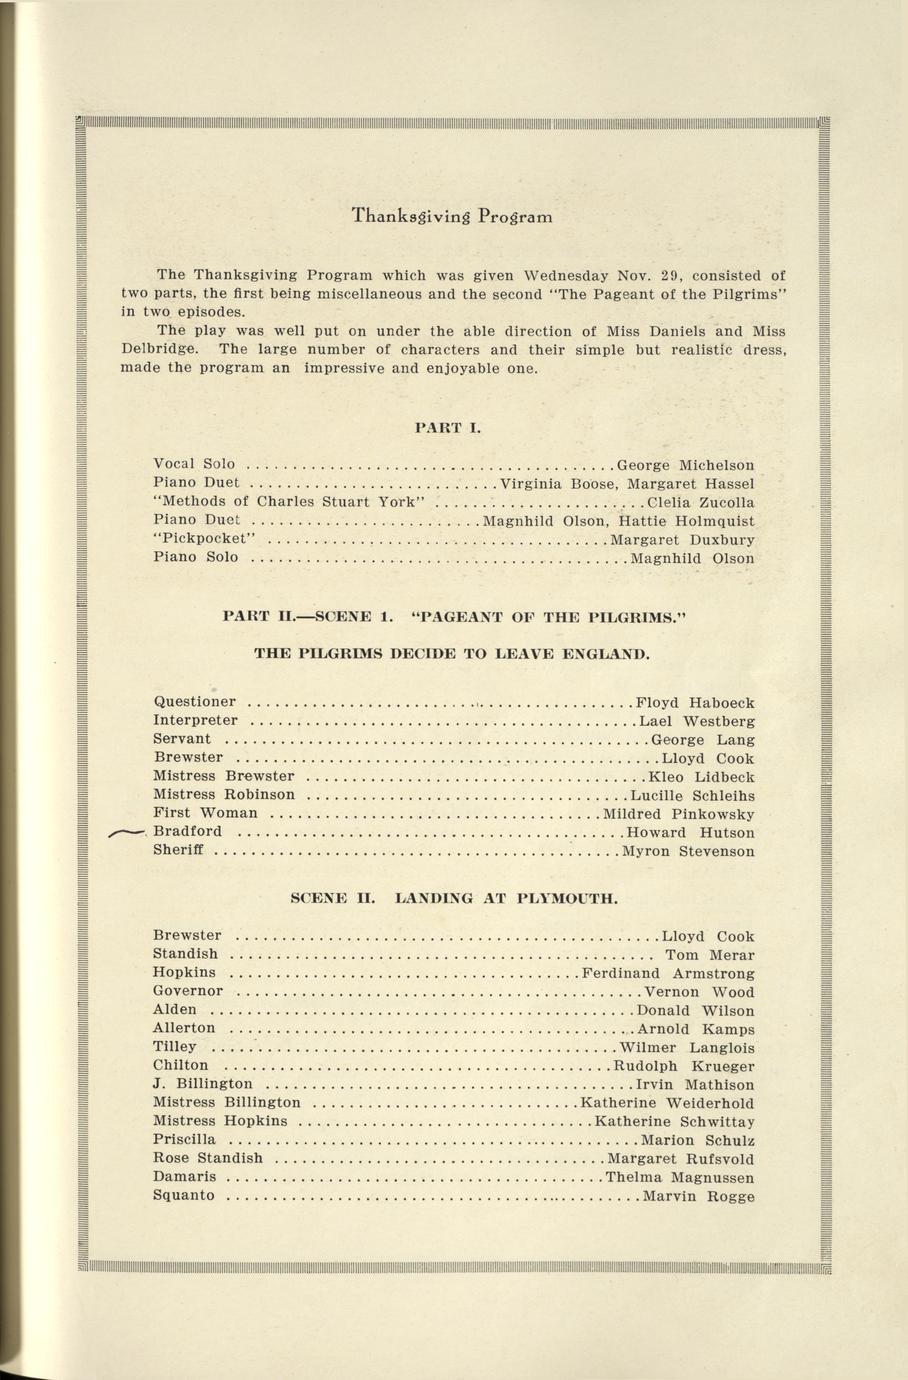 Thanksgiving Program
The Thanksgiving Program which was given Wednesday Nov. 29, consisted of
two parts, the first being miscellaneous and the second "The Pageant of the Pilgrims"
in two episodes.
The play was well put on under the able direction of Miss Daniels and Miss
Delbridge. The large number of characters and their simple but realistic dress,
made the program an impressive and enjoyable one.
PART I.
Vocal Solo ........................................George Michelson
Piano Duet ...........................Virginia Boose, Margaret Hassel
"Methods of Charles Stuart York" .......................Clelia Zucolla
Piano Duet .........................Magnhild Olson, Hattie Holmquist
"Pickpocket" .....................................Margaret Duxbury
Piano Solo .........................................Magnhild Olson
PART II.—SCENE 1. "PAGEANT OF THE PILGRIMS."
THE PILGRIMS DECIDE TO LEAVE ENGLAND.
Questioner ..........................................Floyd Haboeck
Interpreter ..........................................Lael Westberg
Servant ..............................................George Lang
Brewster ..............................................Lloyd Cook
Mistress Brewster .....................................Kleo Lidbeck
Mistress Robinson ...................................Lucille Schleihs
First Woman ....................................Mildred Pinkowsky
Bradford ..........................................Howard Hutson
Sheriff ............................................Myron Stevenson
SCENE II. LANDING AT PLYMOUTH.
Brewster ..............................................Lloyd Cook
Standish .............................................. Tom Merar
Hopkins ......................................Ferdinand Armstrong
Governor ............................................Vernon Wood
Alden ..............................................Donald Wilson
Allerton ............................................Arnold Kamps
Tilley ............................................Wilmer Langlois
Chilton ..........................................Rudolph Krueger
J. Billington ........................................Irvin Mathison
Mistress Billington .............................Katherine Weiderhold
Mistress Hopkins ................................Katherine Schwittay
Priscilla ............................................Marion Schulz
Rose Standish ....................................Margaret Rufsvold
Damaris .........................................Thelma Magnussen
Squanto .............................................Marvin Rogge